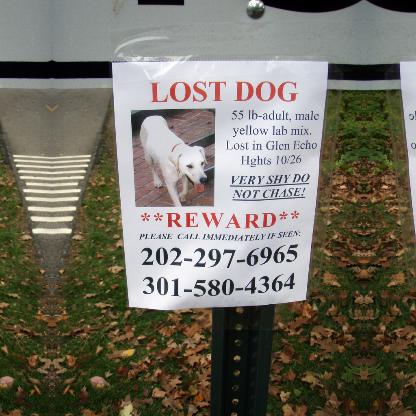 LOST DOG
55 lb-adult, male
yellow lab mix.
Lost in Glen Echo
Hghts 10/26
VERY SHY DO
NOT CHASE!
**REWARD**
PLEASE CALL IMMEDIATELY IF SEEN:
202-297-6965
301-580-4364